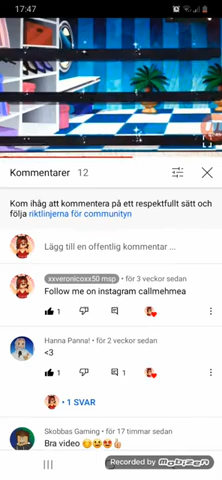 17:47
Kommentarer 12
Kom ihåg att kommentera på ett respektfullt sätt och
följa riktlinjerna för communityn
Lägg till en offentlig kommentar ...
xxveronicoxx50 msp • för 3 veckor sedan
Follow me on instagram callmehmea
1
Hanna Panna! • för 2 veckor sedan
<3
1
1
• 1 SVAR
Skobbas Gaming • för 17 timmar sedan
Bra video
Recorded by mobizen